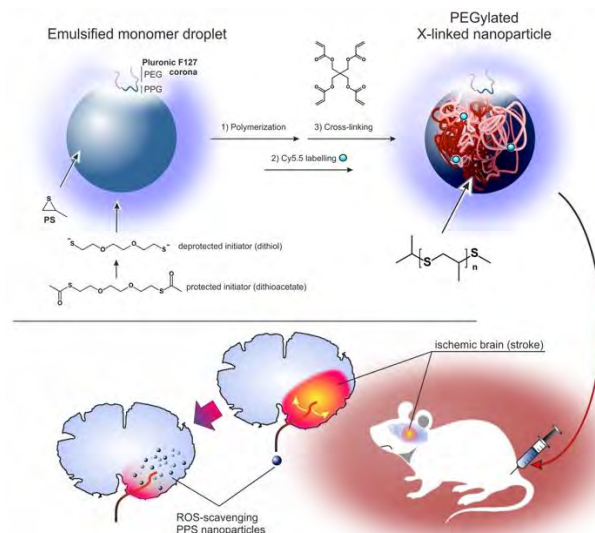 Emulsified monomer droplet
PEGylated
X-linked nanoparticle
Pluronic F127
corona
PEG
PPG
1) Polymerization
3) Cross-linking
2) Cy5.5 labelling
S
PS
O
O
O
O
O
O
O
O
-S
O
O
S-
deprotected initiator (dithiol)
O
S
O
O
S
O
protected initiator (dithioacetate)
S
S
n
ischemic brain (stroke)
ROS-scavenging
PPS nanoparticles